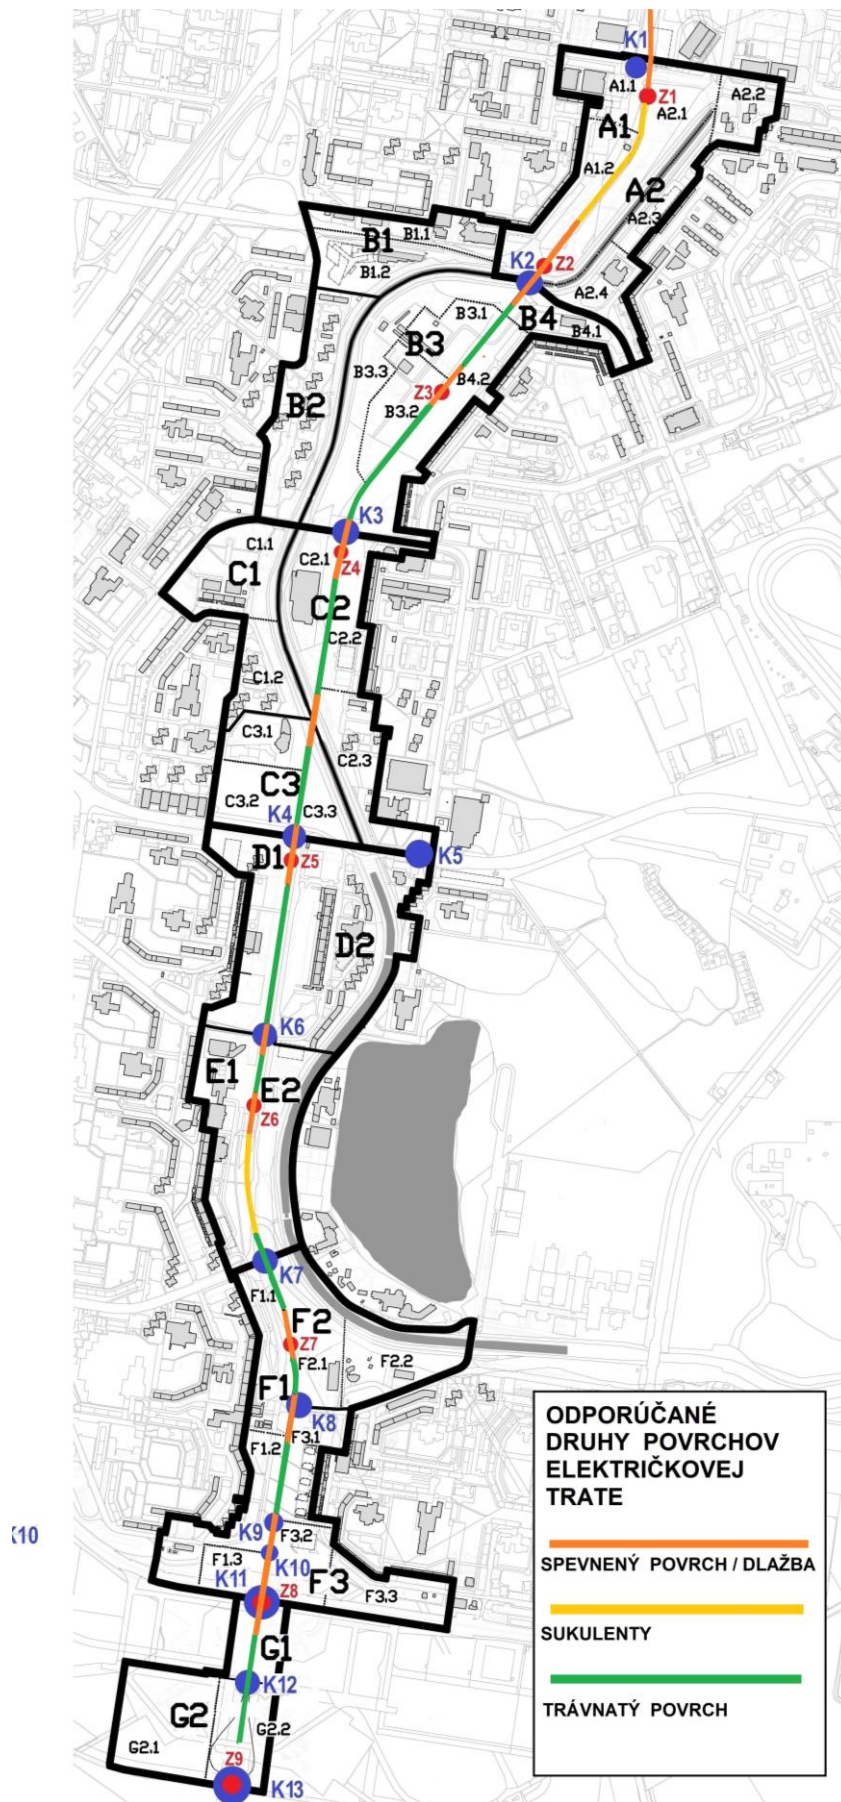 K1
A1.1
Z1
A2.1
A2.2
A1
A1.2
A2
A2.3
B1
B1.1
B1.2
K2
Z2
A2.4
B4
B4.1
B3.1
B3
B3.3
B4.2
Z3
B3.2
B2
K3
C1.1
C2.1
Z4
C1
C2
C2.2
C1.2
C3.1
C2.3
C3
C3.2
C3.3
K4
D1
Z5
K5
D2
K6
E1
E2
Z6
K7
F1.1
F2
Z7
F2.1
F2.2
F1
K8
F3.1
F1.2
K9
F3.2
K10
F1.3
K10
K11
Z8
F3
F3.3
G1
K12
G2
G2.2
G2.1
Z9
K13
ODPORÚČANÉ
DRUHY POVRCHOV
ELEKTRIČKOVEJ
TRATE
SPEVNENÝ POVRCH / DLAŽBA
SUKULENTY
TRÁVNATÝ POVRCH